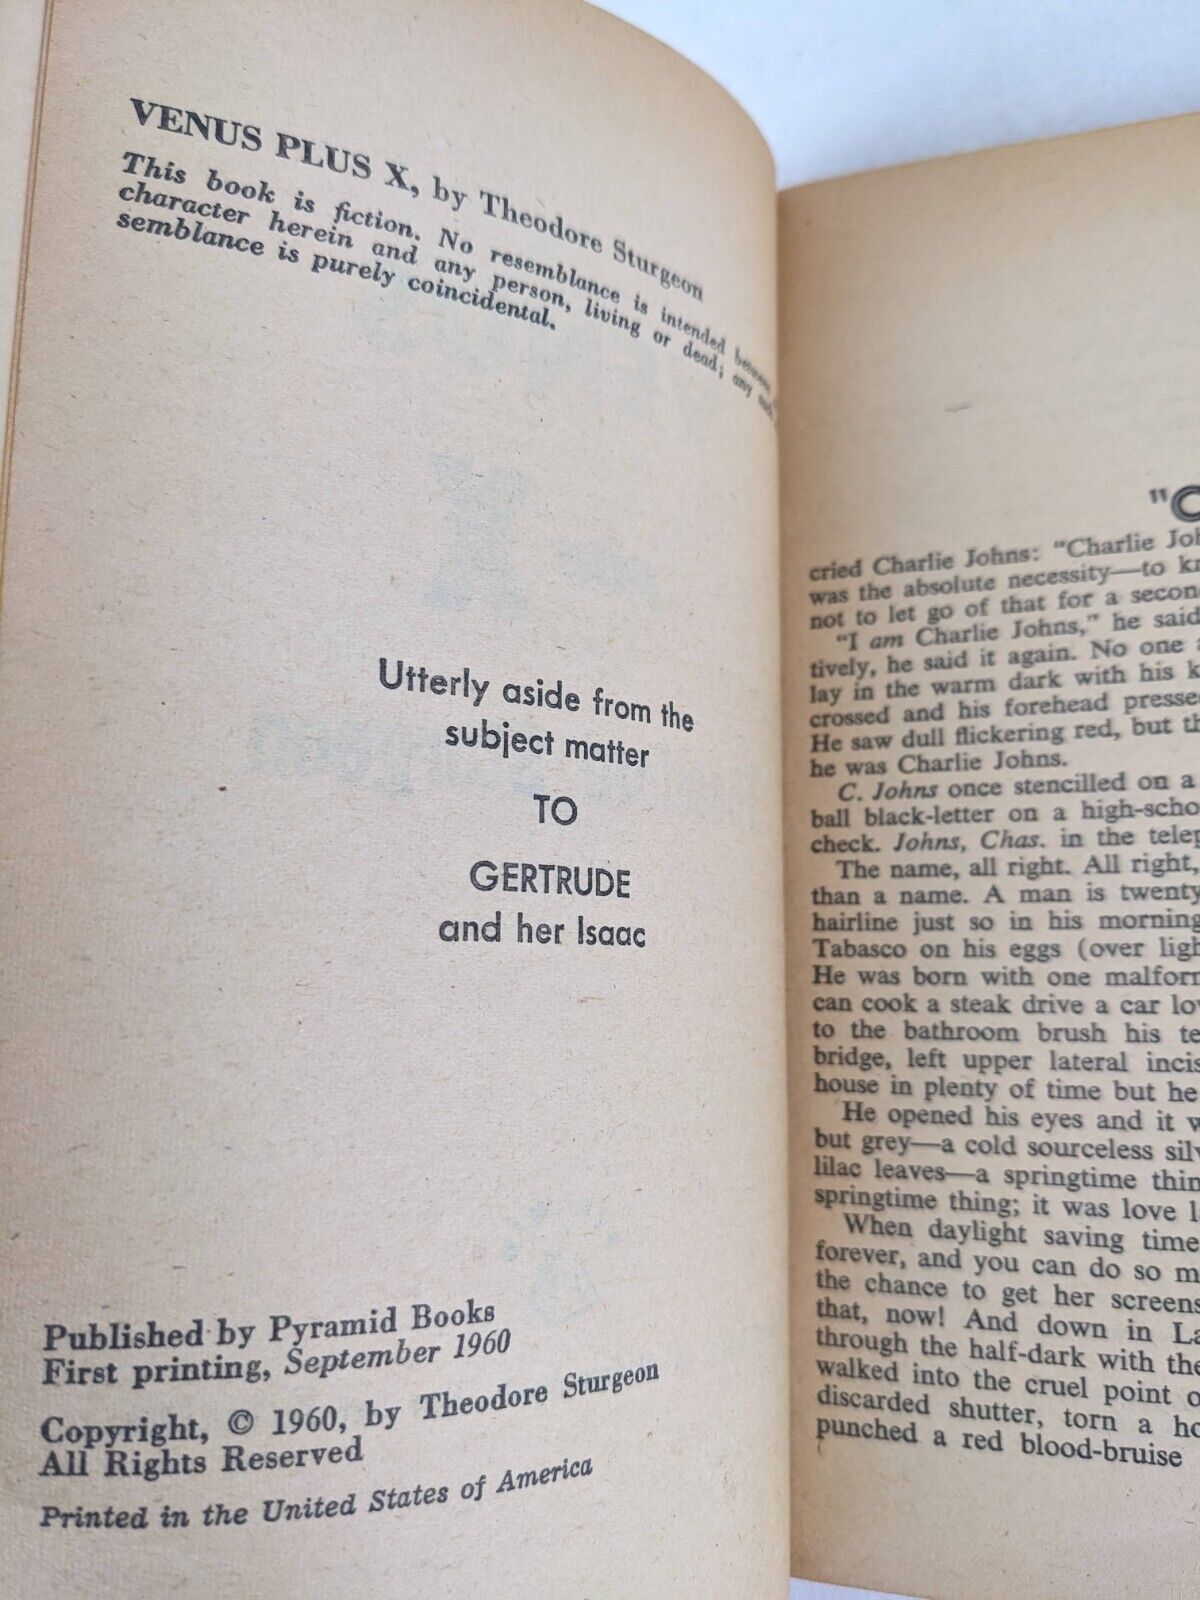 VENUS PLUS X, by Theodore Sturgeon
This book is fiction. No resemblance is intended between
character herein and any person, living or dead; any such
semblance is purely coincidental.
Utterly aside from the
subject matter
TO
GERTRUDE
and her Isaac
Published by Pyramid Books
First printing, September 1960
Copyright, © 1960, by Theodore Sturgeon
All Rights Reserved
Printed in the United States of America
"C
cried Charlie Johns: "Charlie Joh
was the absolute necessity—to kn
not to let go of that for a secon
"I am Charlie Johns," he said
tively, he said it again. No one a
lay in the warm dark with his k
crossed and his forehead presse
He saw dull flickering red, but th
he was Charlie Johns.
C. Johns once stencilled on a
ball black-letter on a high-scho
check. Johns, Chas. in the telep
The name, all right. All right,
than a name. A man is twenty
hairline just so in his morning
Tabasco on his eggs (over ligh
He was born with one malform
can cook a steak drive a car lov
to the bathroom brush his te
bridge, left upper lateral incis
house in plenty of time but he
He opened his eyes and it w
but grey—a cold sourceless silv
lilac leaves—a springtime thin
springtime thing; it was love l
When daylight saving time
forever, and you can do so m
the chance to get her screens
that, now! And down in La
through the half-dark with the
walked into the cruel point o
discarded shutter, torn a ho
punched a red blood-bruise